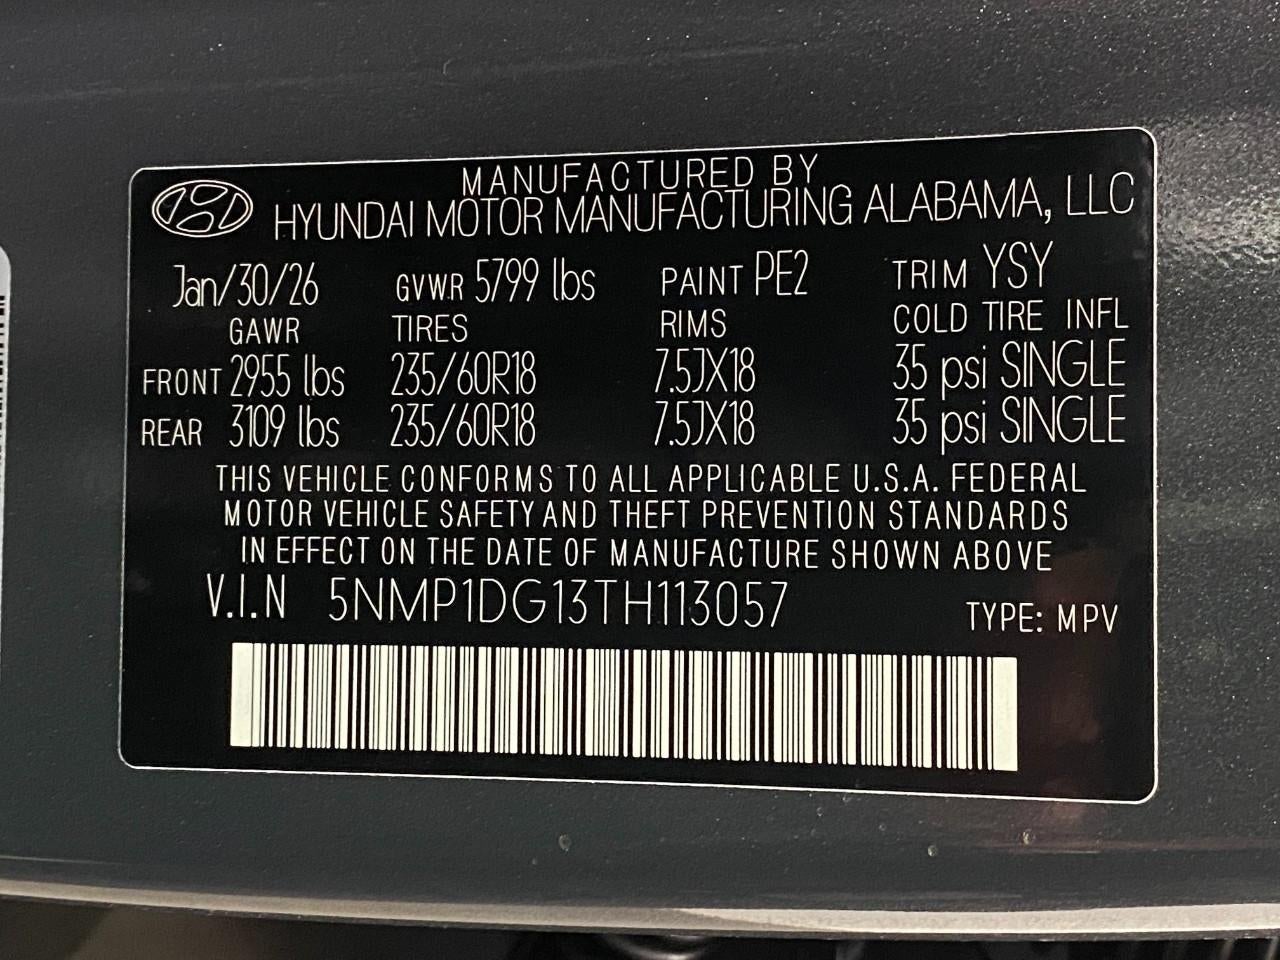 MANUFACTURED BY
HYUNDAI MOTOR MANUFACTURING ALABAMA, LLC
Jan/30/26 GVWR 5799 lbs PAINT PE2 TRIM YSY
GAWR TIRES RIMS COLD TIRE INFL
FRONT 2955 lbs 235/60R18 7.5JX18 35 psi SINGLE
REAR 3109 lbs 235/60R18 7.5JX18 35 psi SINGLE
THIS VEHICLE CONFORMS TO ALL APPLICABLE U.S.A. FEDERAL
MOTOR VEHICLE SAFETY AND THEFT PREVENTION STANDARDS
IN EFFECT ON THE DATE OF MANUFACTURE SHOWN ABOVE
V.I.N 5NMP1DG13TH113057 TYPE: MPV